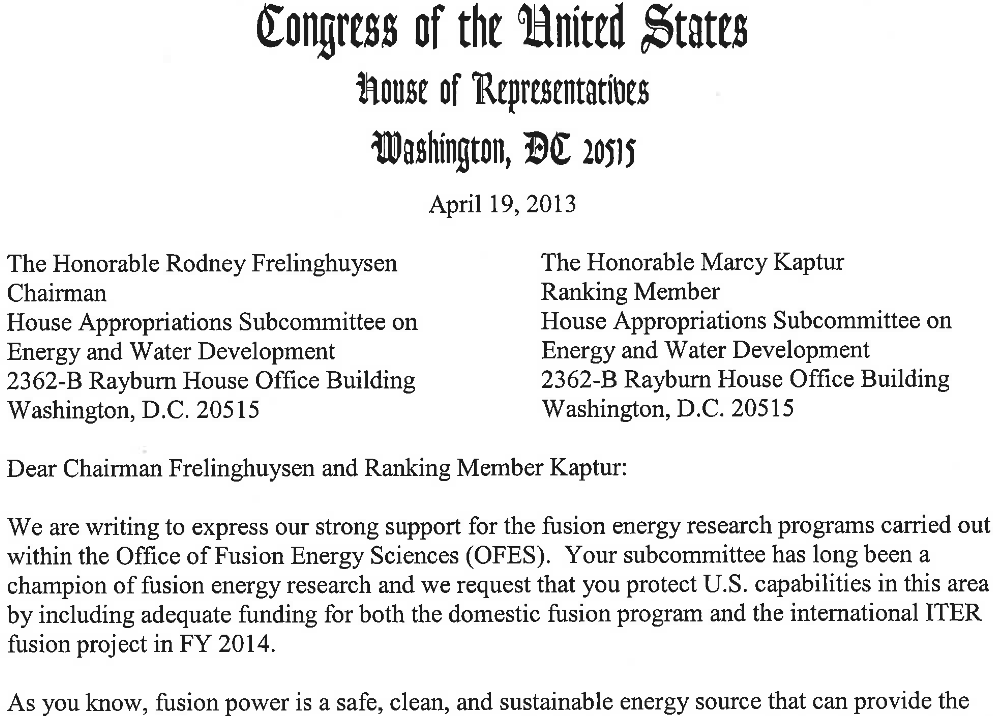 Congress of the United States
House of Representatives
Washington, DC 20515
April 19, 2013
The Honorable Rodney Frelinghuysen
Chairman
House Appropriations Subcommittee on
Energy and Water Development
2362-B Rayburn House Office Building
Washington, D.C. 20515
The Honorable Marcy Kaptur
Ranking Member
House Appropriations Subcommittee on
Energy and Water Development
2362-B Rayburn House Office Building
Washington, D.C. 20515
Dear Chairman Frelinghuysen and Ranking Member Kaptur:
We are writing to express our strong support for the fusion energy research programs carried out
within the Office of Fusion Energy Sciences (OFES).  Your subcommittee has long been a
champion of fusion energy research and we request that you protect U.S. capabilities in this area
by including adequate funding for both the domestic fusion program and the international ITER
fusion project in FY 2014.
As you know, fusion power is a safe, clean, and sustainable energy source that can provide the